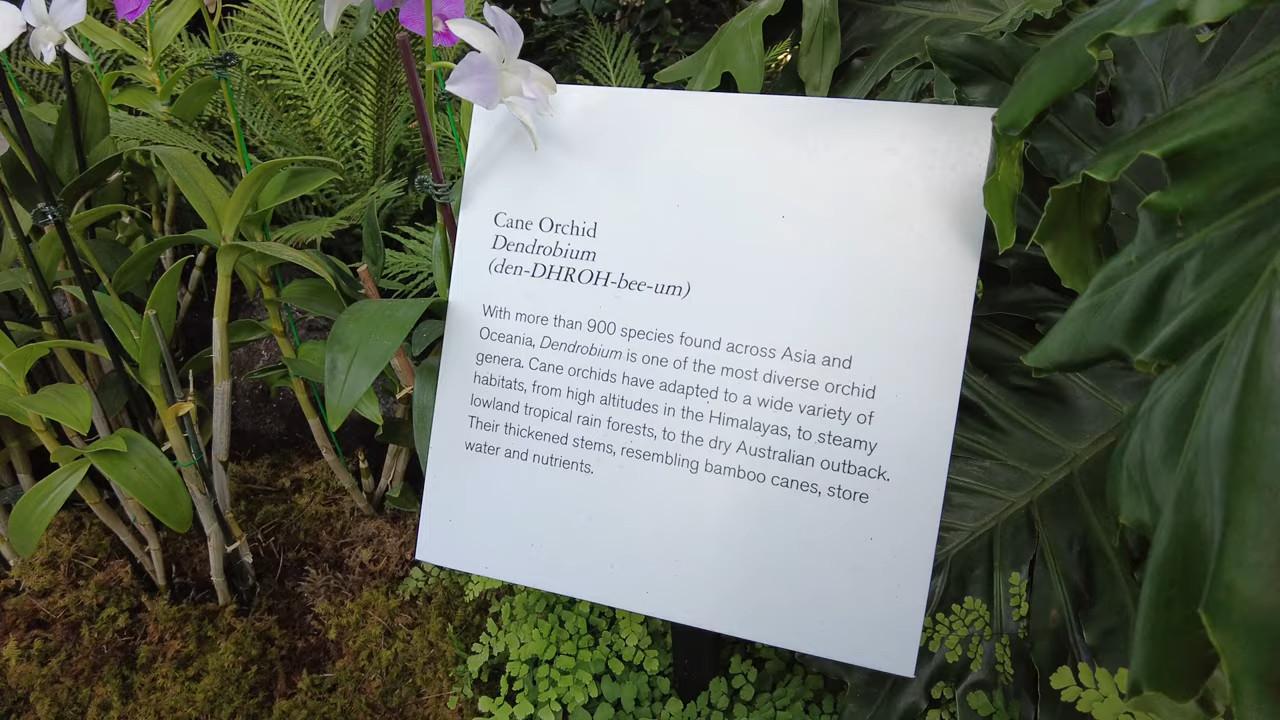 Cane Orchid
Dendrobium
(den-DHROH-bee-um)
With more than 900 species found across Asia and
Oceania, Dendrobium is one of the most diverse orchid
genera. Cane orchids have adapted to a wide variety of
habitats, from high altitudes in the Himalayas, to steamy
lowland tropical rain forests, to the dry Australian outback.
Their thickened stems, resembling bamboo canes, store
water and nutrients.